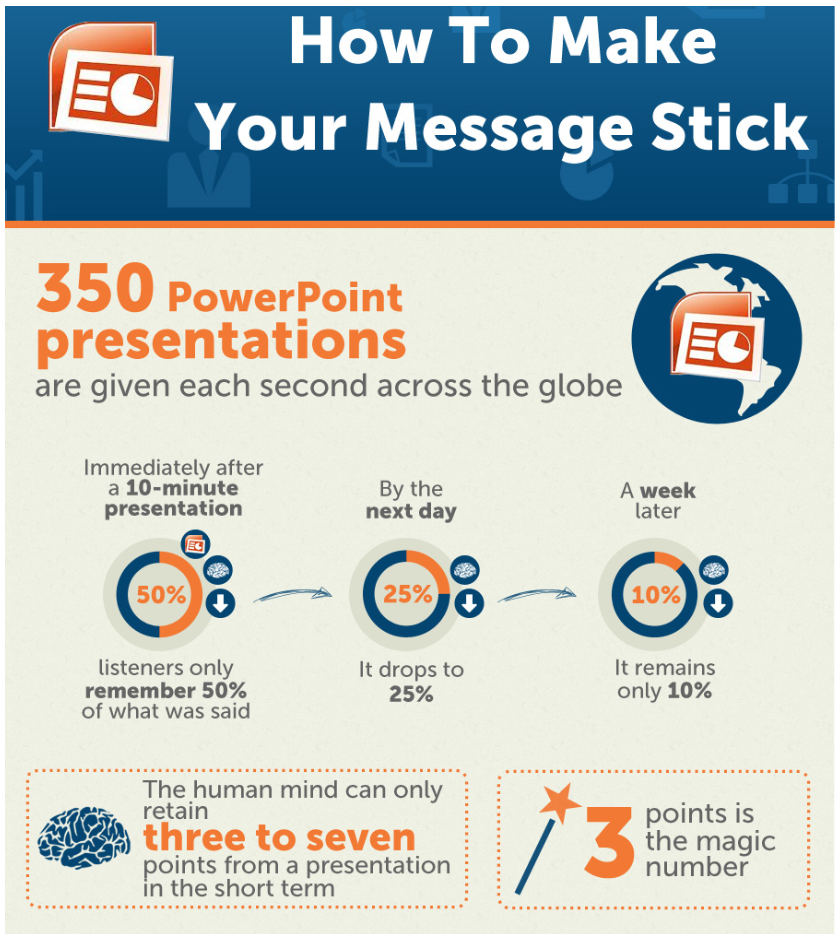 How To Make
Your Message Stick
350 PowerPoint
presentations
are given each second across the globe
Immediately after
a 10-minute
presentation
50%
listeners only
remember 50%
of what was said
By the
next day
25%
It drops to
25%
A week
later
10%
It remains
only 10%
The human mind can only
retain
three to seven
points from a presentation
in the short term
3 points is
the magic
number